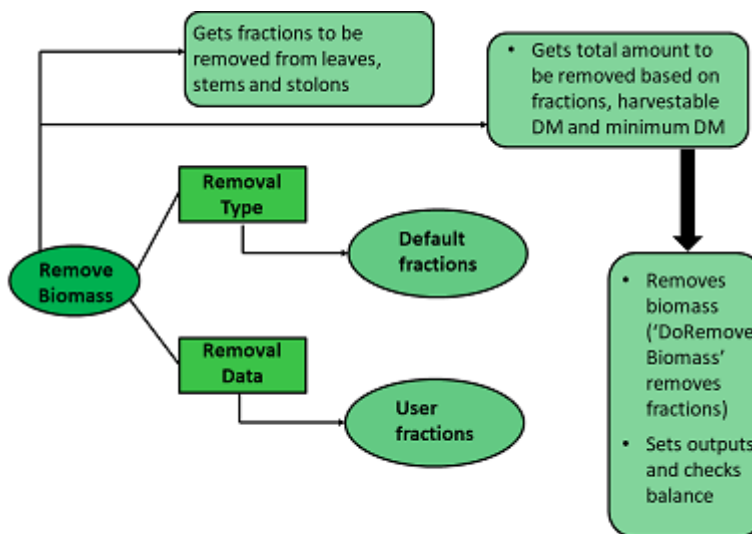 Gets fractions to be
removed from leaves,
stems and stolons
• Gets total amount to
be removed based on
fractions, harvestable
DM and minimum DM
Removal
Type
Default
fractions
Remove
Biomass
Removal
Data
User
fractions
• Removes
biomass
(‘DoRemove
Biomass’
removes
fractions)
• Sets outputs
and checks
balance